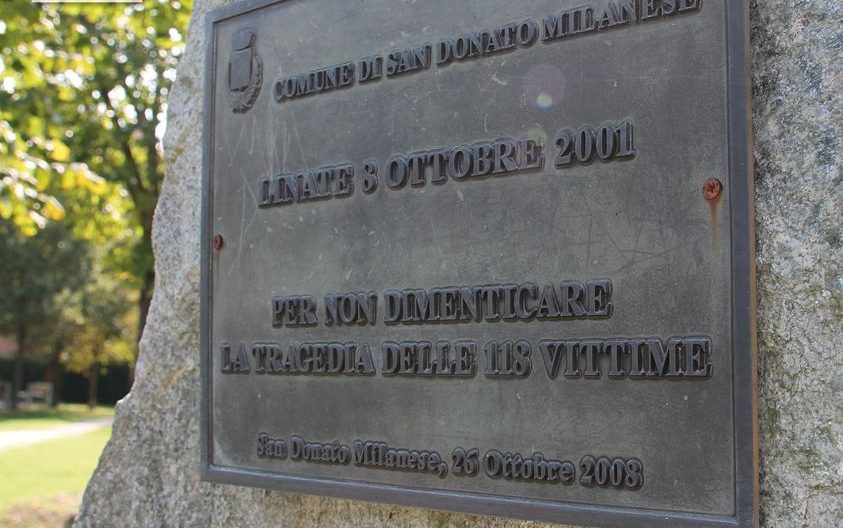 COMUNE DI SAN DONATO MILANESE
LINATE 8 OTTOBRE 2001
PER NON DIMENTICARE
LA TRAGEDIA DELLE 118 VITTIME
San Donato Milanese, 26 Ottobre 2008